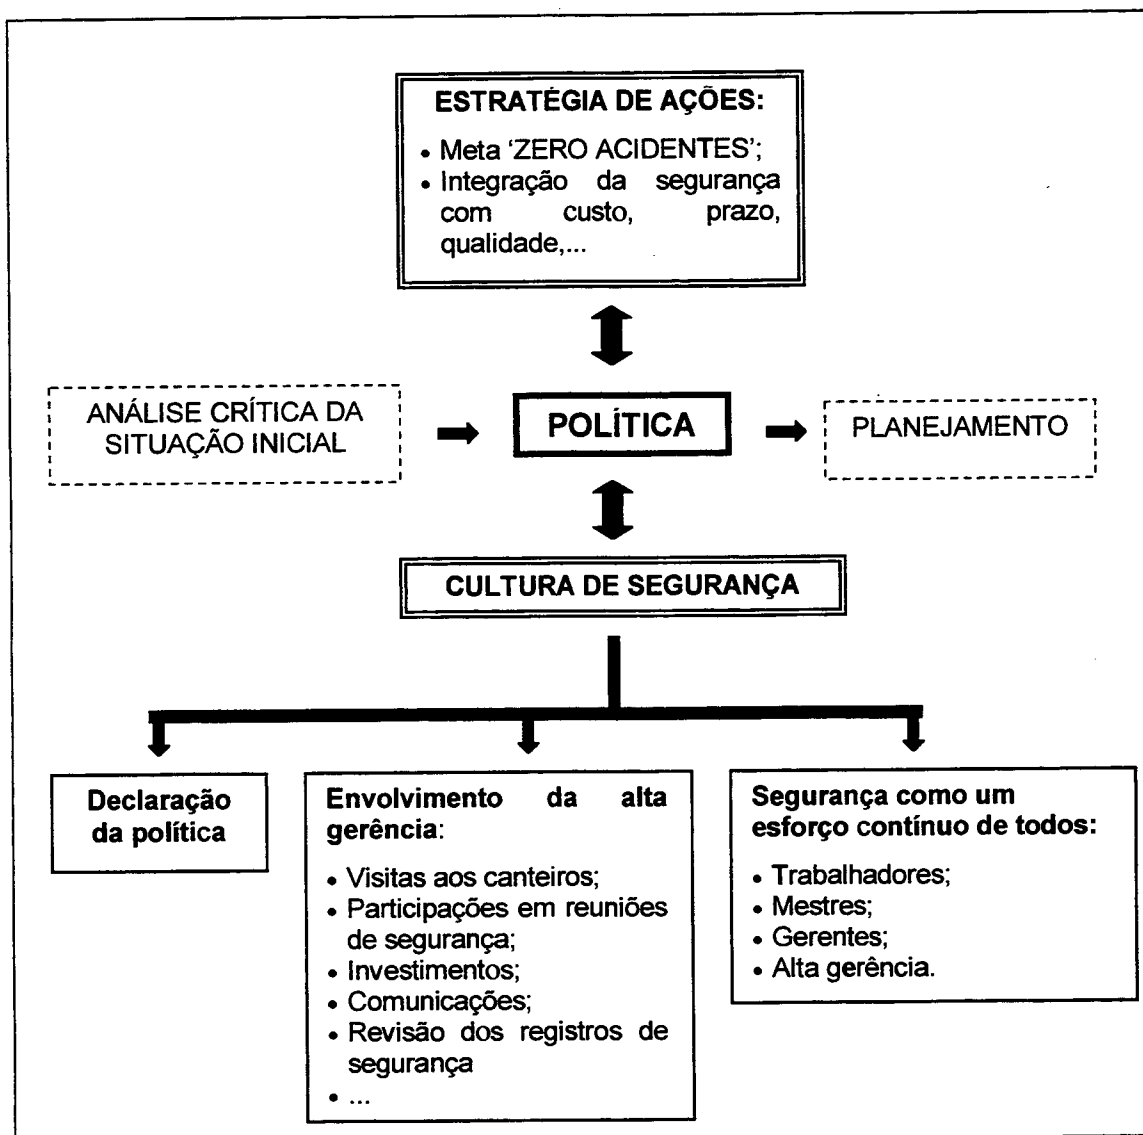 ESTRATÉGIA DE AÇÕES:
• Meta ‘ZERO ACIDENTES’;
• Integração da segurança
com custo, prazo,
qualidade,...
ANÁLISE CRÍTICA DA
SITUAÇÃO INICIAL
POLÍTICA
PLANEJAMENTO
CULTURA DE SEGURANÇA
Declaração
da política
Envolvimento da alta
gerência:
• Visitas aos canteiros;
• Participações em reuniões
de segurança;
• Investimentos;
• Comunicações;
• Revisão dos registros de
segurança
• ...
Segurança como um
esforço contínuo de todos:
• Trabalhadores;
• Mestres;
• Gerentes;
• Alta gerência.